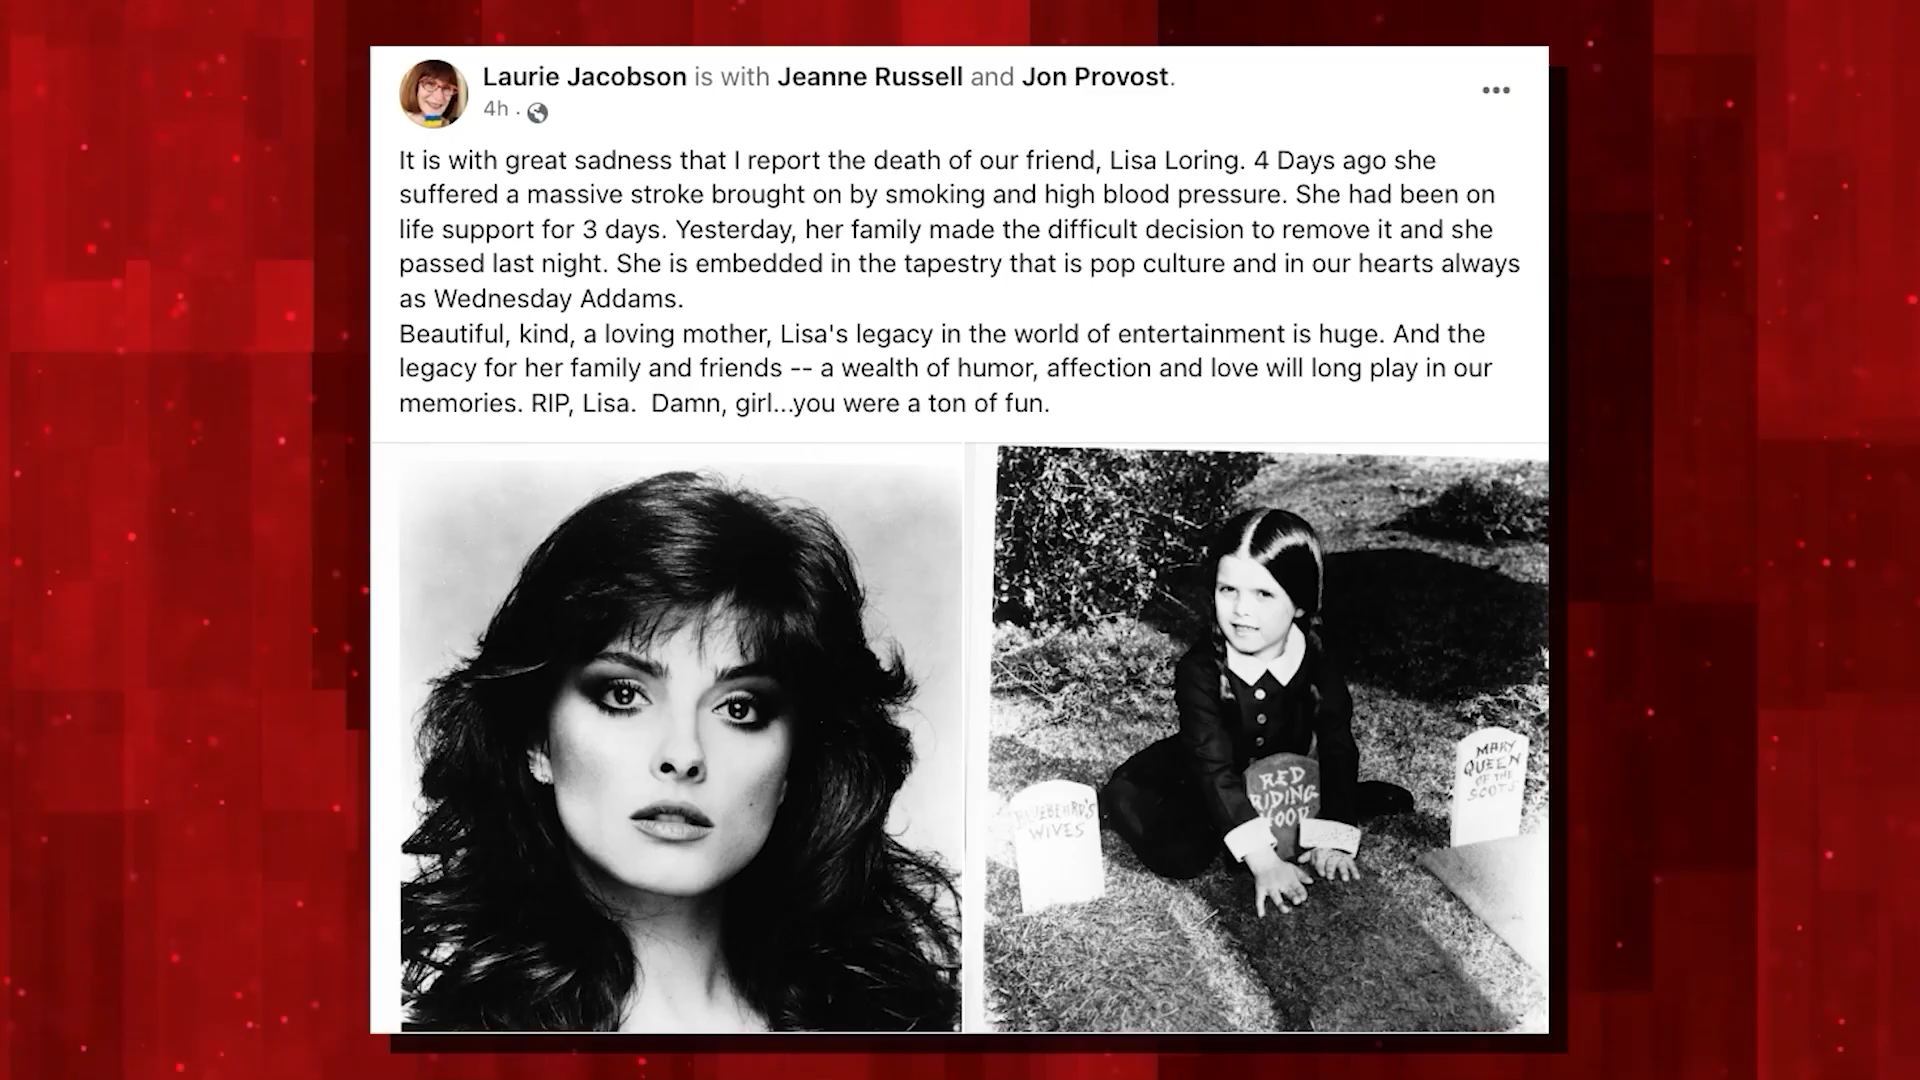 Laurie Jacobson is with Jeanne Russell and Jon Provost.
4h ·
It is with great sadness that I report the death of our friend, Lisa Loring. 4 Days ago she
suffered a massive stroke brought on by smoking and high blood pressure. She had been on
life support for 3 days. Yesterday, her family made the difficult decision to remove it and she
passed last night. She is embedded in the tapestry that is pop culture and in our hearts always
as Wednesday Addams.
Beautiful, kind, a loving mother, Lisa's legacy in the world of entertainment is huge. And the
legacy for her family and friends -- a wealth of humor, affection and love will long play in our
memories. RIP, Lisa.  Damn, girl...you were a ton of fun.
BLUEBEARD'S
WIVES
RED
RIDING
HOOD
MARY
QUEEN
OF THE
SCOTS